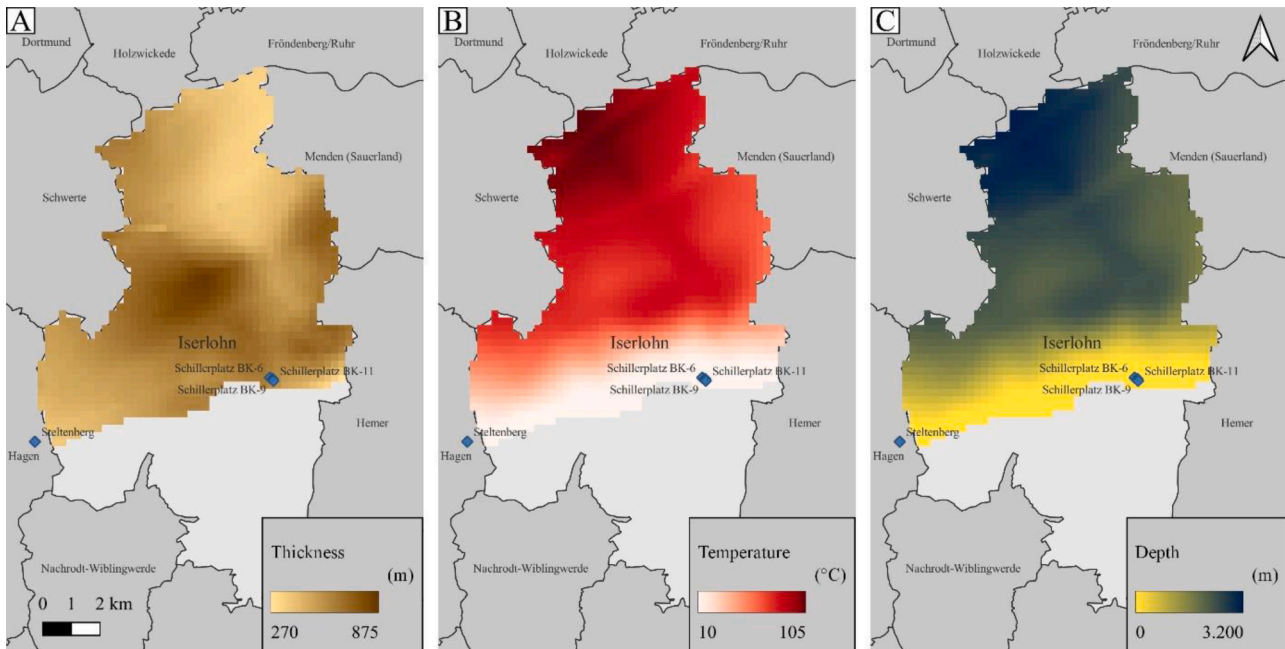 A
Dortmund
Holzwickede
Fröndenberg/Ruhr
Menden (Sauerland)
Schwerte
Iserlohn
Schillerplatz BK-6
Schillerplatz BK-11
Schillerplatz BK-9
Steltenberg
Hagen
Hemer
Nachrodt-Wiblingwerde
0 1 2 km
Thickness
(m)
270 875
B
Dortmund
Holzwickede
Fröndenberg/Ruhr
Menden (Sauerland)
Schwerte
Iserlohn
Schillerplatz BK-6
Schillerplatz BK-11
Schillerplatz BK-9
Steltenberg
Hagen
Hemer
Nachrodt-Wiblingwerde
Temperature
(°C)
10 105
C
Dortmund
Holzwickede
Fröndenberg/Ruhr
Menden (Sauerland)
Schwerte
Iserlohn
Schillerplatz BK-6
Schillerplatz BK-11
Schillerplatz BK-9
Steltenberg
Hagen
Hemer
Nachrodt-Wiblingwerde
Depth
(m)
0 3.200